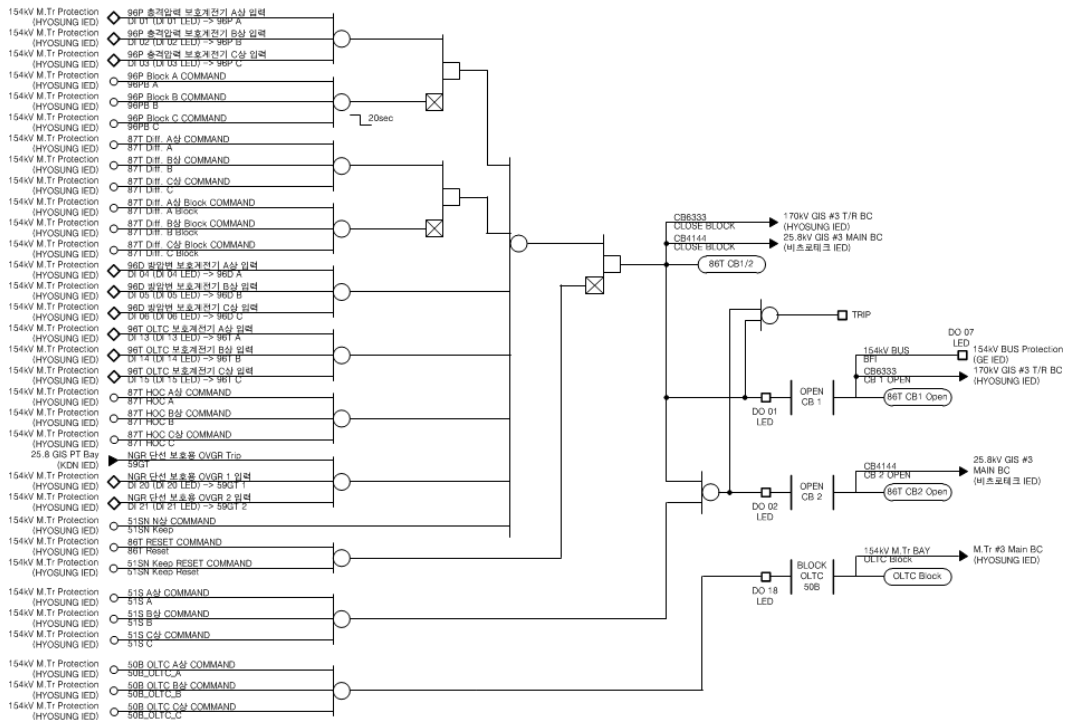 154kV M.Tr Protection
(HYOSUNG IED)
96P 충격압력 보호계전기 A상 입력
DI 01 (DI 01 LED) -> 96P A
154kV M.Tr Protection
(HYOSUNG IED)
96P 충격압력 보호계전기 B상 입력
DI 02 (DI 02 LED) -> 96P B
154kV M.Tr Protection
(HYOSUNG IED)
96P 충격압력 보호계전기 C상 입력
DI 03 (DI 03 LED) -> 96P C
154kV M.Tr Protection
(HYOSUNG IED)
96P Block A COMMAND
96PB A
154kV M.Tr Protection
(HYOSUNG IED)
96P Block B COMMAND
96PB B
154kV M.Tr Protection
(HYOSUNG IED)
96P Block C COMMAND
96PB C
20sec
154kV M.Tr Protection
(HYOSUNG IED)
87T Diff. A상 COMMAND
87T Diff. A
154kV M.Tr Protection
(HYOSUNG IED)
87T Diff. B상 COMMAND
87T Diff. B
154kV M.Tr Protection
(HYOSUNG IED)
87T Diff. C상 COMMAND
87T Diff. C
154kV M.Tr Protection
(HYOSUNG IED)
87T Diff. A상 Block COMMAND
87T Diff. A Block
154kV M.Tr Protection
(HYOSUNG IED)
87T Diff. B상 Block COMMAND
87T Diff. B Block
154kV M.Tr Protection
(HYOSUNG IED)
87T Diff. C상 Block COMMAND
87T Diff. C Block
154kV M.Tr Protection
(HYOSUNG IED)
96D 방압변 보호계전기 A상 입력
DI 04 (DI 04 LED) -> 96D A
154kV M.Tr Protection
(HYOSUNG IED)
96D 방압변 보호계전기 B상 입력
DI 05 (DI 05 LED) -> 96D B
154kV M.Tr Protection
(HYOSUNG IED)
96D 방압변 보호계전기 C상 입력
DI 06 (DI 06 LED) -> 96D C
154kV M.Tr Protection
(HYOSUNG IED)
96T OLTC 보호계전기 A상 입력
DI 13 (DI 13 LED) -> 96T A
154kV M.Tr Protection
(HYOSUNG IED)
96T OLTC 보호계전기 B상 입력
DI 14 (DI 14 LED) -> 96T B
154kV M.Tr Protection
(HYOSUNG IED)
96T OLTC 보호계전기 C상 입력
DI 15 (DI 15 LED) -> 96T C
154kV M.Tr Protection
(HYOSUNG IED)
87T HOC A상 COMMAND
87T HOC A
154kV M.Tr Protection
(HYOSUNG IED)
87T HOC B상 COMMAND
87T HOC B
154kV M.Tr Protection
(HYOSUNG IED)
87T HOC C상 COMMAND
87T HOC C
25.8 GIS PT Bay
(KDN IED)
NGR 단선 보호용 OVGR Trip
59GT
154kV M.Tr Protection
(HYOSUNG IED)
NGR 단선 보호용 OVGR 1 입력
DI 20 (DI 20 LED) -> 59GT 1
154kV M.Tr Protection
(HYOSUNG IED)
NGR 단선 보호용 OVGR 2 입력
DI 21 (DI 21 LED) -> 59GT 2
154kV M.Tr Protection
(HYOSUNG IED)
51SN N상 COMMAND
51SN Keep
154kV M.Tr Protection
(HYOSUNG IED)
86T RESET COMMAND
86T Reset
154kV M.Tr Protection
(HYOSUNG IED)
51SN Keep RESET COMMAND
51SN Keep Reset
154kV M.Tr Protection
(HYOSUNG IED)
51S A상 COMMAND
51S A
154kV M.Tr Protection
(HYOSUNG IED)
51S B상 COMMAND
51S B
154kV M.Tr Protection
(HYOSUNG IED)
51S C상 COMMAND
51S C
154kV M.Tr Protection
(HYOSUNG IED)
50B OLTC A상 COMMAND
50B_OLTC_A
154kV M.Tr Protection
(HYOSUNG IED)
50B OLTC B상 COMMAND
50B_OLTC_B
154kV M.Tr Protection
(HYOSUNG IED)
50B OLTC C상 COMMAND
50B_OLTC_C
CB6333
CLOSE BLOCK
170kV GIS #3 T/R BC
(HYOSUNG IED)
CB4144
CLOSE BLOCK
25.8kV GIS #3 MAIN BC
(비츠로테크 IED)
86T CB1/2
TRIP
DO 07
LED
154kV BUS
BFI
154kV BUS Protection
(GE IED)
CB6333
CB 1 OPEN
170kV GIS #3 T/R BC
(HYOSUNG IED)
OPEN
CB 1
86T CB1 Open
DO 01
LED
CB4144
CB 2 OPEN
25.8kV GIS #3
MAIN BC
(비츠로테크 IED)
OPEN
CB 2
86T CB2 Open
DO 02
LED
154kV M.Tr BAY
OLTC Block
M.Tr #3 Main BC
(HYOSUNG IED)
BLOCK
OLTC
50B
OLTC Block
DO 18
LED